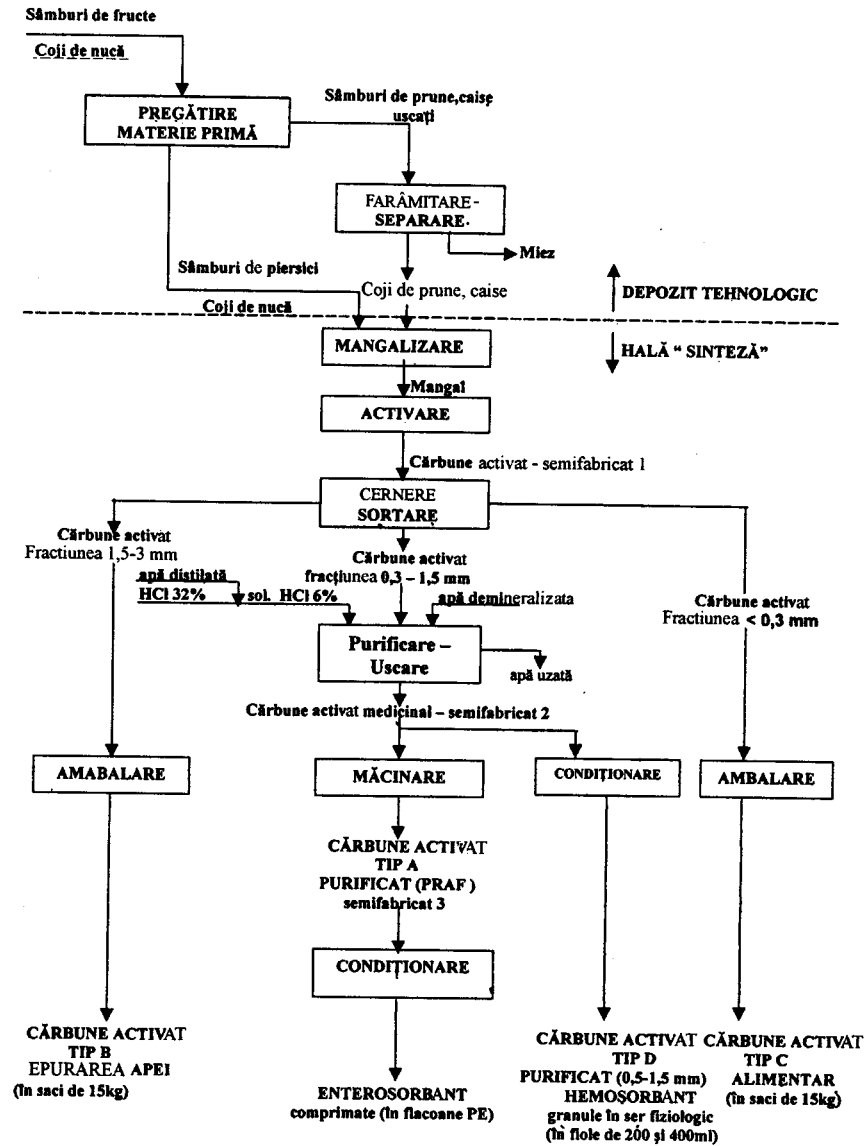 Sâmburi de fructe
Coji de nucă
PREGĂTIRE
MATERIE PRIMĂ
Sâmburi de prune,caise
uscați
FARÂMITARE-
SEPARARE.
Miez
Sâmburi de piersici
Coji de prune, caise
DEPOZIT TEHNOLOGIC
Coji de nucă
MANGALIZARE
HALĂ “ SINTEZĂ”
Mangal
ACTIVARE
Cărbune activat - semifabricat 1
CERNERE
SORTARE
Cărbune activat
Fractiunea 1,5-3 mm
Cărbune activat
fracțiunea 0,3 – 1,5 mm
apă distilată
HCl 32%
sol. HCl 6%
apă demineralizata
Cărbune activat
Fractiunea < 0,3 mm
Purificare –
Uscare
apă uzată
Cărbune activat medicinal – semifabricat 2
AMABALARE
MĂCINARE
CONDIȚIONARE
AMBALARE
CĂRBUNE ACTIVAT
TIP A
PURIFICAT (PRAF )
semifabricat 3
CONDIȚIONARE
CĂRBUNE ACTIVAT
TIP B
EPURAREA APEI
(în saci de 15kg)
ENTEROSORBANT
comprimate (în flacoane PE)
CĂRBUNE ACTIVAT
TIP D
PURIFICAT (0,5-1,5 mm)
HEMOSORBANT
granule în ser fiziologic
(în fiole de 200 și 400ml)
CĂRBUNE ACTIVAT
TIP C
ALIMENTAR
(în saci de 15kg)